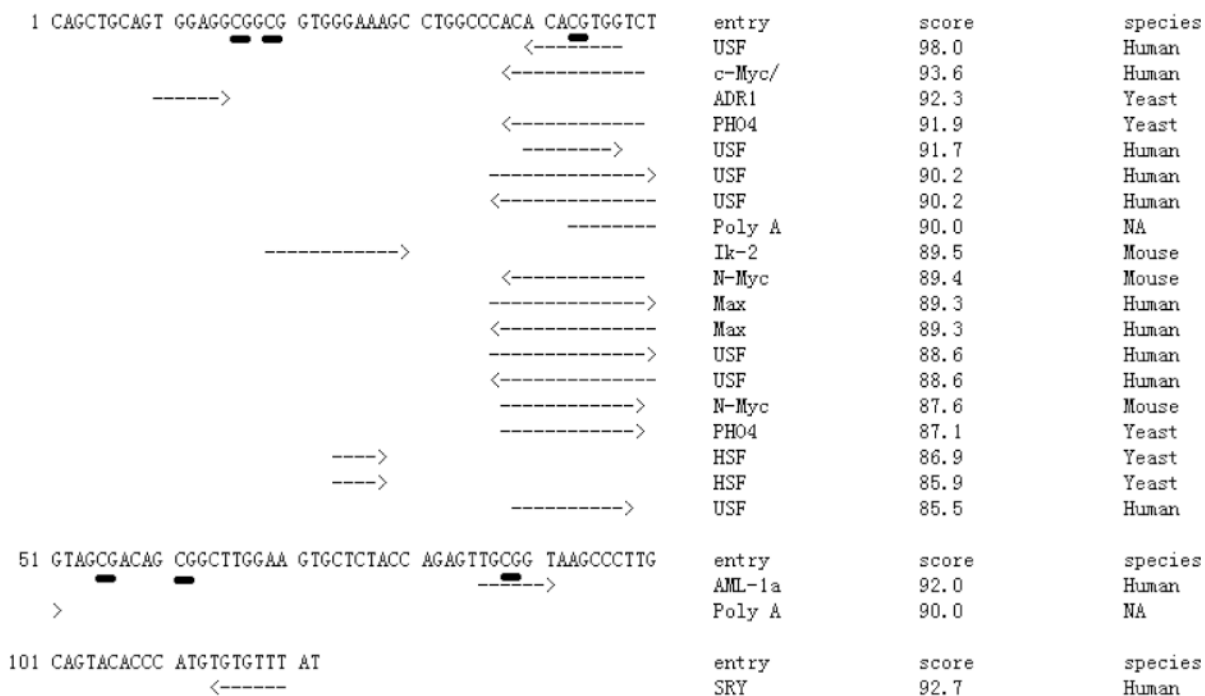 1 CAGCTGCAGT GGAGGCGGCG GTGGGAAAGC CTGGCCCACA CACGTGGTCT entry score species
<-------- USF 98.0 Human
<------------ c-Myc/ Human 93.6
------> ADR1 92.3 Yeast
<------------ PHO4 91.9 Yeast
--------> USF 91.7 Human
--------------> USF 90.2 Human
<-------------- USF 90.2 Human
-------- Poly A 90.0 NA
------------> Ik-2 89.5 Mouse
<------------ N-Myc 89.4 Mouse
--------------> Max 89.3 Human
<-------------- Max 89.3 Human
--------------> USF 88.6 Human
<-------------- USF 88.6 Human
------------> N-Myc 87.6 Mouse
------------> PHO4 87.1 Yeast
----> HSF 86.9 Yeast
----> HSF 85.9 Yeast
----------> USF 85.5 Human
51 GTAGCGACAG CGGCTTGGAA GTGCTCTACC AGAGTTGCGG TAAGCCCTTG entry score species
------> AML-1a 92.0 Human
> Poly A 90.0 NA
101 CAGTACACCC ATGTGTGTTT AT entry score species
<------ SRY 92.7 Human